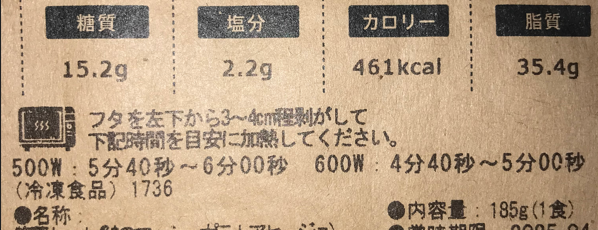 糖質 塩分 カロリー 脂質
15.2g 2.2g 461kcal 35.4g
フタを左下から3～4cm程剝がして
下記時間を目安に加熱してください。
500W：5分40秒～6分00秒 600W：4分40秒～5分00秒
(冷凍食品) 1736
●名称： ●内容量：185g(1食)